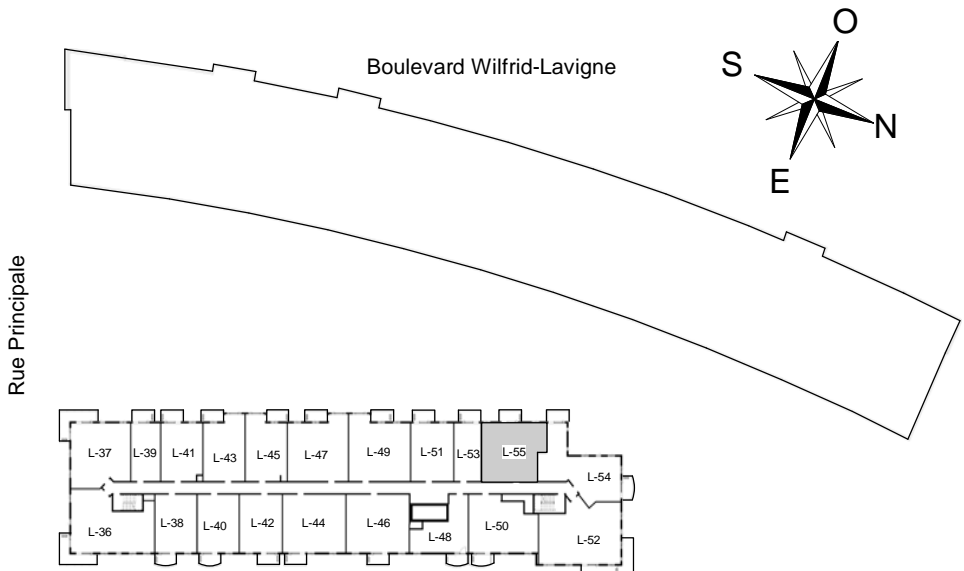 Boulevard Wilfrid-Lavigne
O
S
N
E
Rue Principale
L-37
L-39
L-41
L-43
L-45
L-47
L-49
L-51
L-53
L-55
L-54
L-36
L-38
L-40
L-42
L-44
L-46
L-48
L-50
L-52